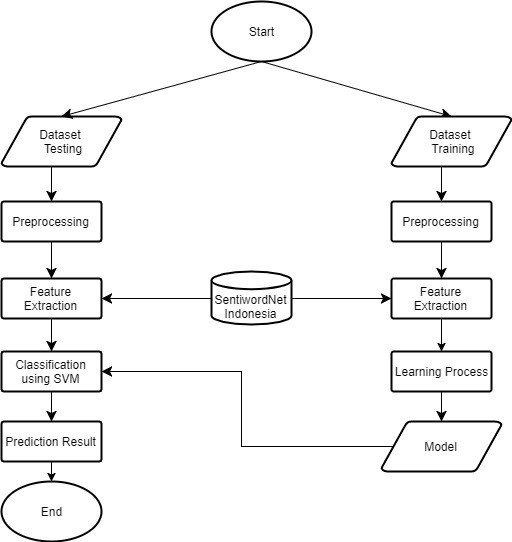 Start
Dataset
Testing
Dataset
Training
Preprocessing
Preprocessing
Feature
Extraction
SentiwordNet
Indonesia
Feature
Extraction
Classification
using SVM
Learning Process
Prediction Result
Model
End